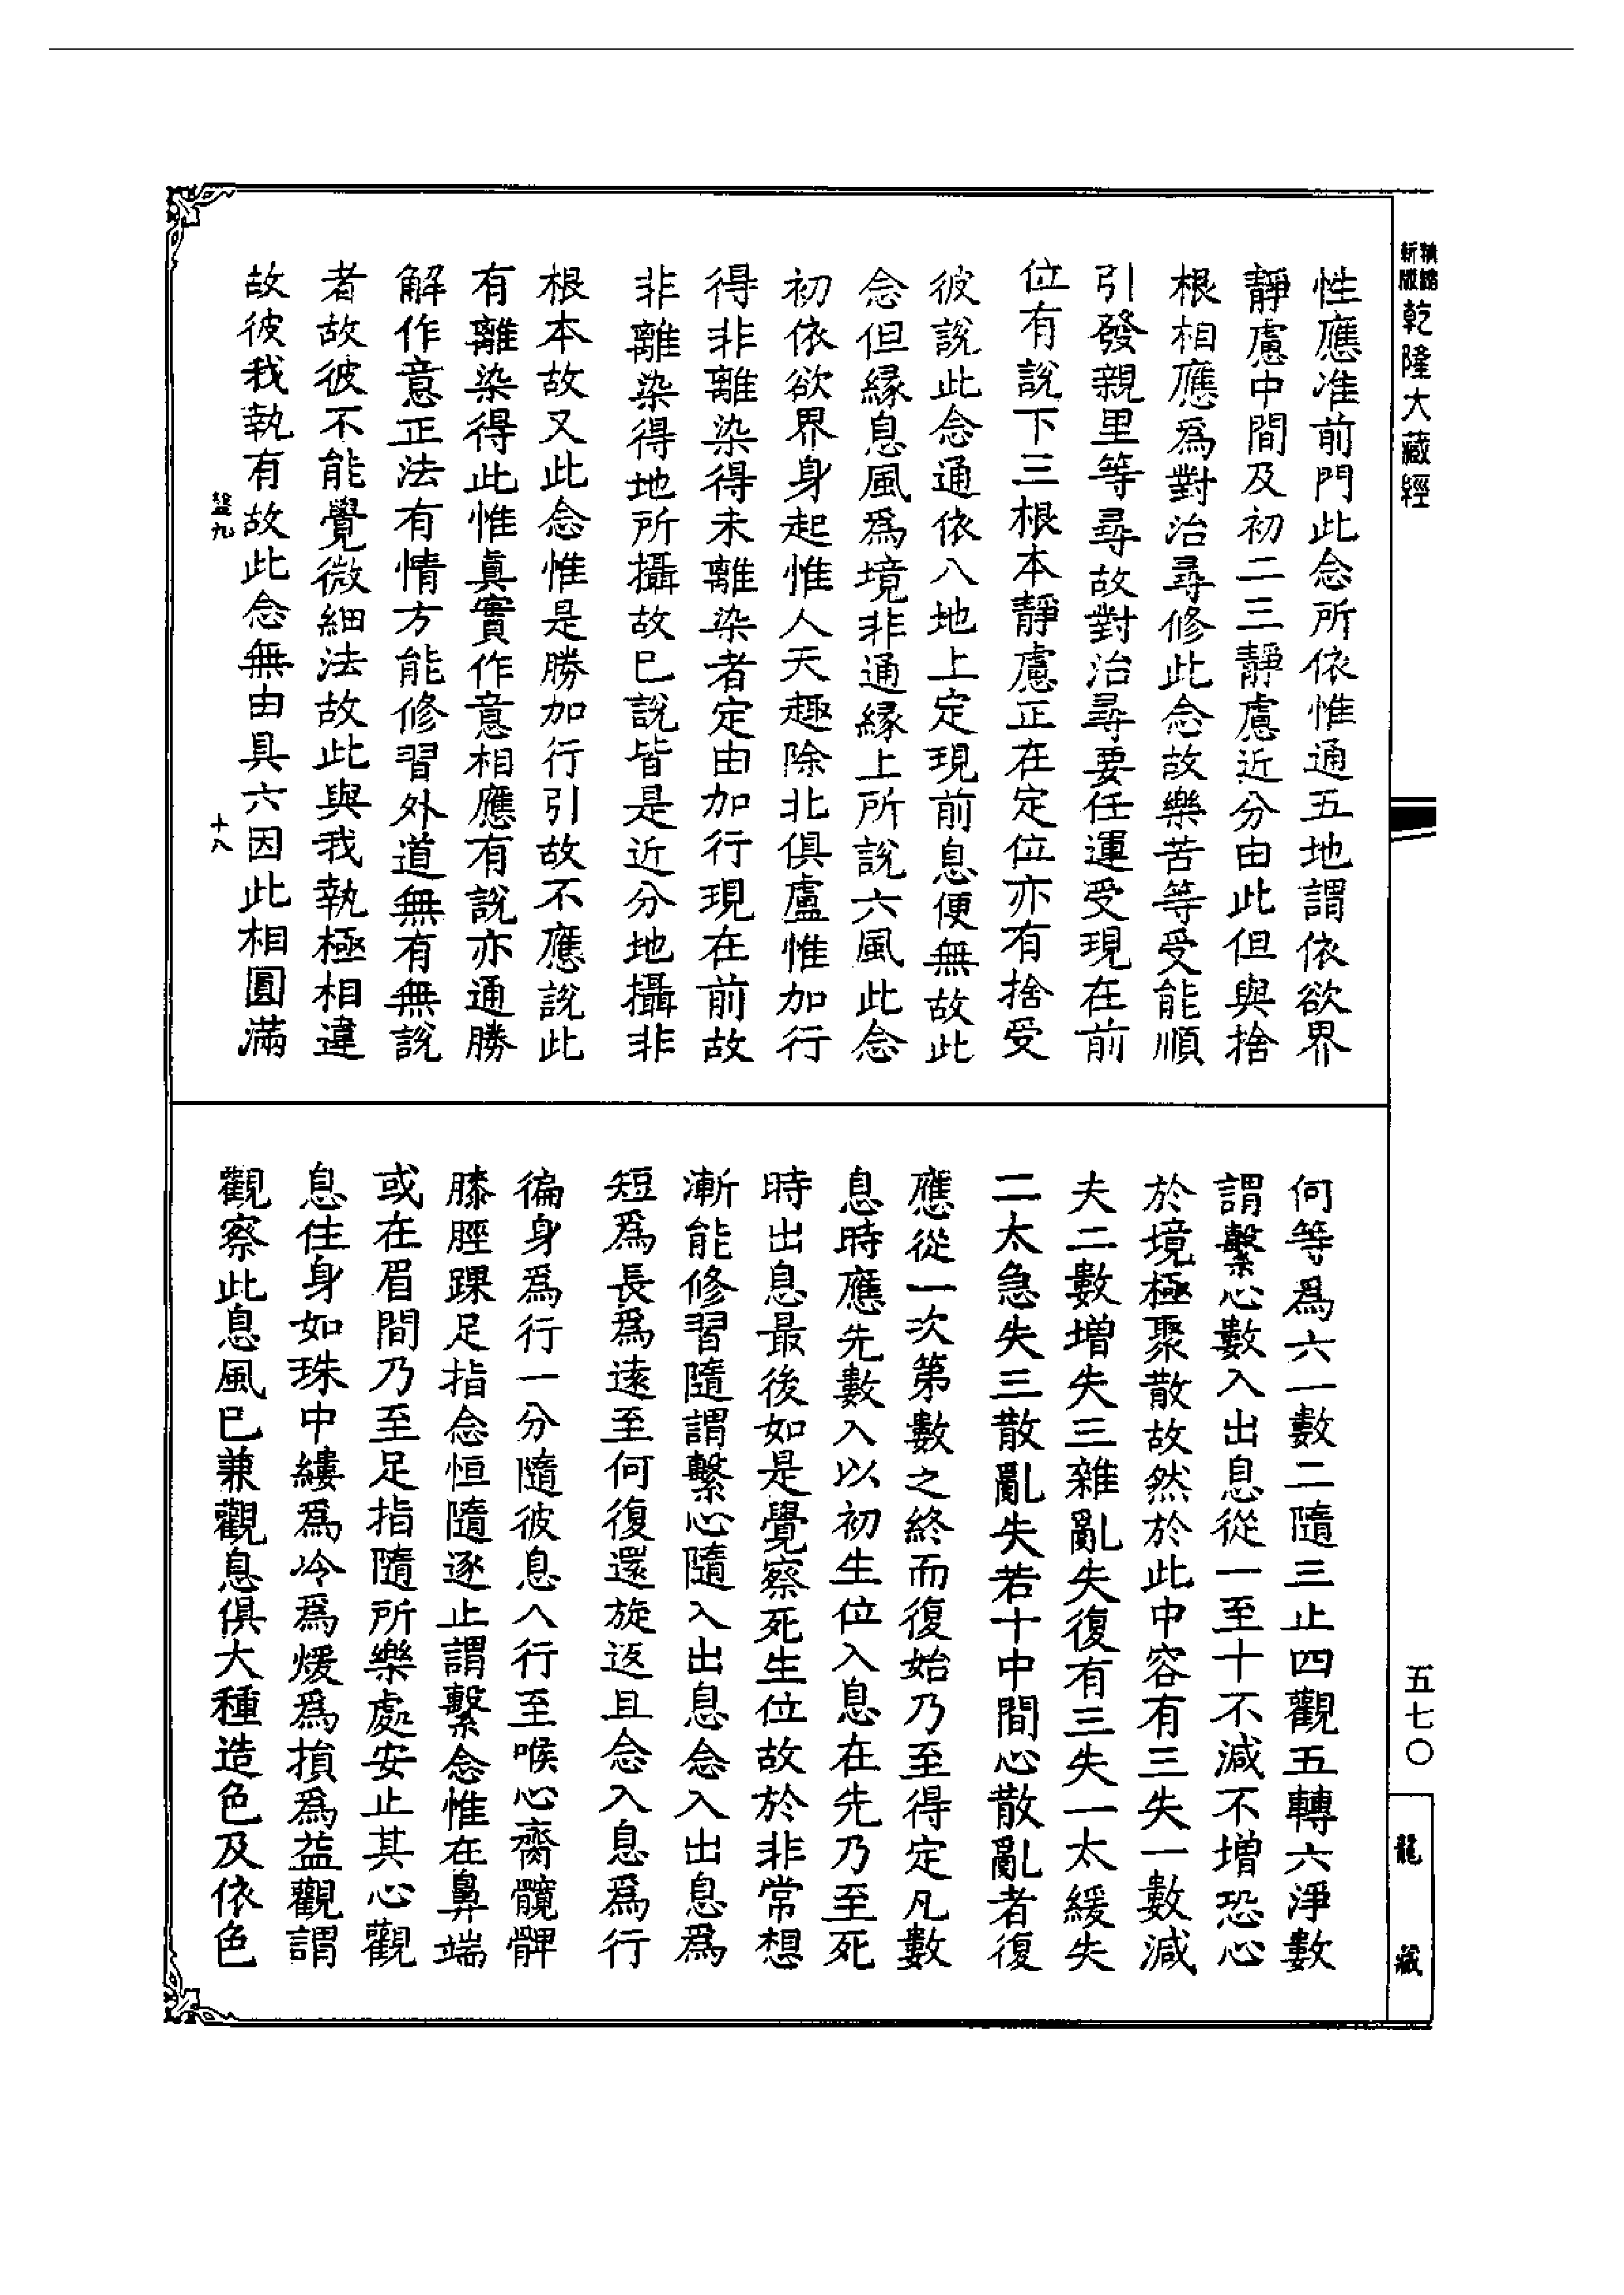 精繕
新版
乾隆大藏經
性應准前門此念所依惟通五地謂依欲界
靜慮中間及初二三靜慮近分由此但與捨
根相應為對治尋修此念故樂苦等受能順
引發親里等尋故對治尋要任運受現在前
位有說下三根本靜慮正在定位亦有捨受
彼說此念通依八地上定現前息便無故此
念但緣息風為境非通緣上所說六風此念
初依欲界身起惟人天趣除北俱盧惟加行
得非離染得未離染者定由加行現在前故
非離染得地所攝故已說皆是近分地攝非
根本故又此念惟是勝加行引故不應說此
有離染得此惟真實作意相應有說亦通勝
解作意正法有情方能修習外道無有無說
者故彼不能覺微細法故此與我執極相違
故彼我執有故此念無由具六因此相圓滿
九
十八
何等為六一數二隨三止四觀五轉六淨數
謂繫心數入出息從一至十不減不增恐心
於境極聚散故然於此中容有三失一數減
夫二數增失三雜亂失復有三失一太緩失
二太急失三散亂失若十中間心散亂者復
應從一次第數之終而復始乃至得定凡數
息時應先數入以初生位入息在先乃至死
時出息最後如是覺察死生位故於非常想
漸能修習隨謂繫心隨入出息念入出息為
短為長為遠至何復還旋返且念入息為行
徧身為行一分隨彼息入行至喉心齋髖髀
膝脛踝足指念恒隨逐止謂繫念惟在鼻端
或在眉間乃至足指隨所樂處安止其心觀
息住身如珠中縷為冷為煖為損為益觀謂
觀察此息風已兼觀息俱大種造色及依色
五七〇
龍藏